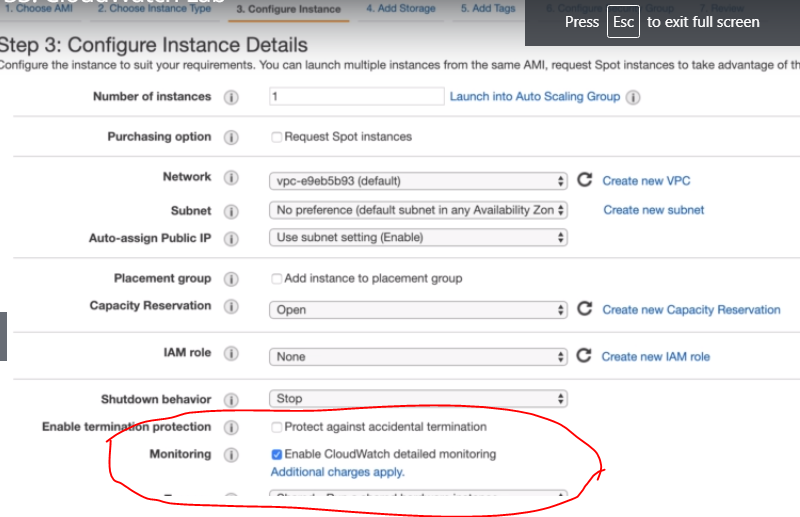 1. Choose AMI 2. Choose Instance Type 3. Configure Instance 4. Add Storage 5. Add Tags 7. Review
Press Esc to exit full screen
Step 3: Configure Instance Details
Configure the instance to suit your requirements. You can launch multiple instances from the same AMI, request Spot instances to take advantage of th
Number of instances i 1 Launch into Auto Scaling Group i
Purchasing option i Request Spot instances
Network i vpc-e9eb5b93 (default) Create new VPC
Subnet i No preference (default subnet in any Availability Zon Create new subnet
Auto-assign Public IP i Use subnet setting (Enable)
Placement group i Add instance to placement group
Capacity Reservation i Open Create new Capacity Reservation
IAM role i None Create new IAM role
Shutdown behavior i Stop
Enable termination protection i Protect against accidental termination
Monitoring i Enable CloudWatch detailed monitoring
Additional charges apply.